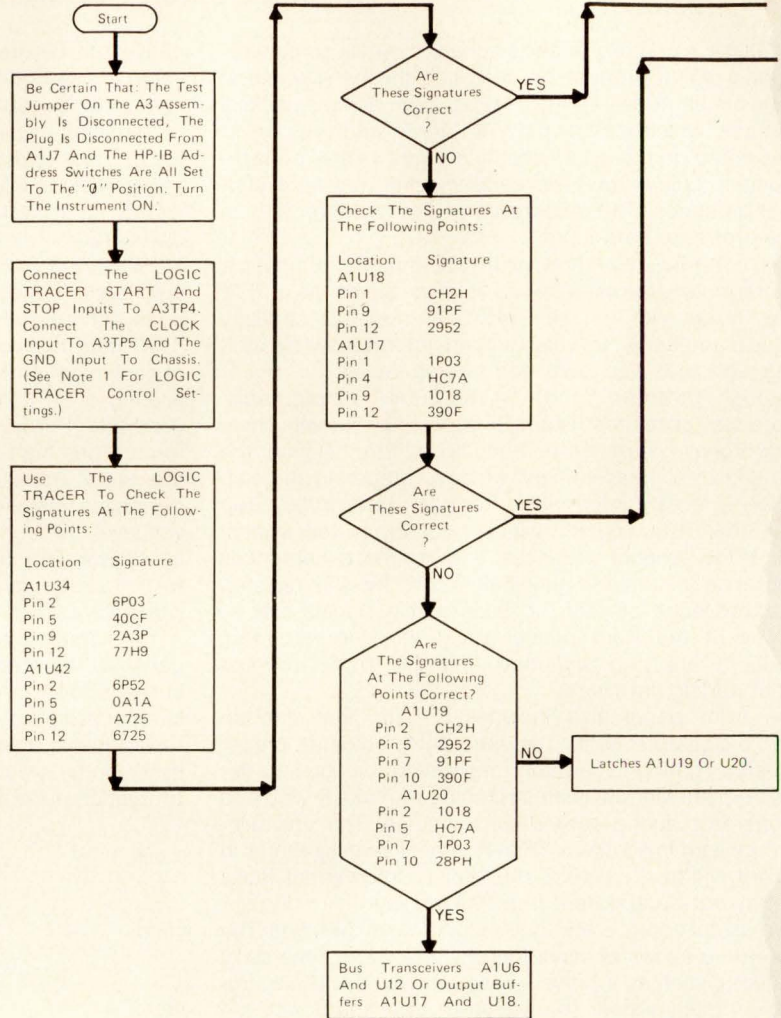 Start
Be Certain That: The Test
Jumper On The A3 Assem-
bly Is Disconnected, The
Plug Is Disconnected From
A1J7 And The HP-IB Ad-
dress Switches Are All Set
To The "0" Position. Turn
The Instrument ON.
Connect The LOGIC
TRACER START And
STOP Inputs To A3TP4.
Connect The CLOCK
Input To A3TP5 And The
GND Input To Chassis.
(See Note 1 For LOGIC
TRACER Control Set-
tings.)
Use The LOGIC
TRACER To Check The
Signatures At The Follow-
ing Points:
Location Signature
A1U34
Pin 2 6P03
Pin 5 40CF
Pin 9 2A3P
Pin 12 77H9
A1U42
Pin 2 6P52
Pin 5 0A1A
Pin 9 A725
Pin 12 6725
Are
These Signatures
Correct
?
YES
NO
Check The Signatures At
The Following Points:
Location Signature
A1U18
Pin 1 CH2H
Pin 9 91PF
Pin 12 2952
A1U17
Pin 1 1P03
Pin 4 HC7A
Pin 9 1018
Pin 12 390F
Are
These Signatures
Correct
?
YES
NO
Are
The Signatures
At The Following
Points Correct?
A1U19
Pin 2 CH2H
Pin 5 2952
Pin 7 91PF
Pin 10 390F
A1U20
Pin 2 1018
Pin 5 HC7A
Pin 7 1P03
Pin 10 28PH
NO
Latches A1U19 Or U20.
YES
Bus Transceivers A1U6
And U12 Or Output Buf-
fers A1U17 And U18.